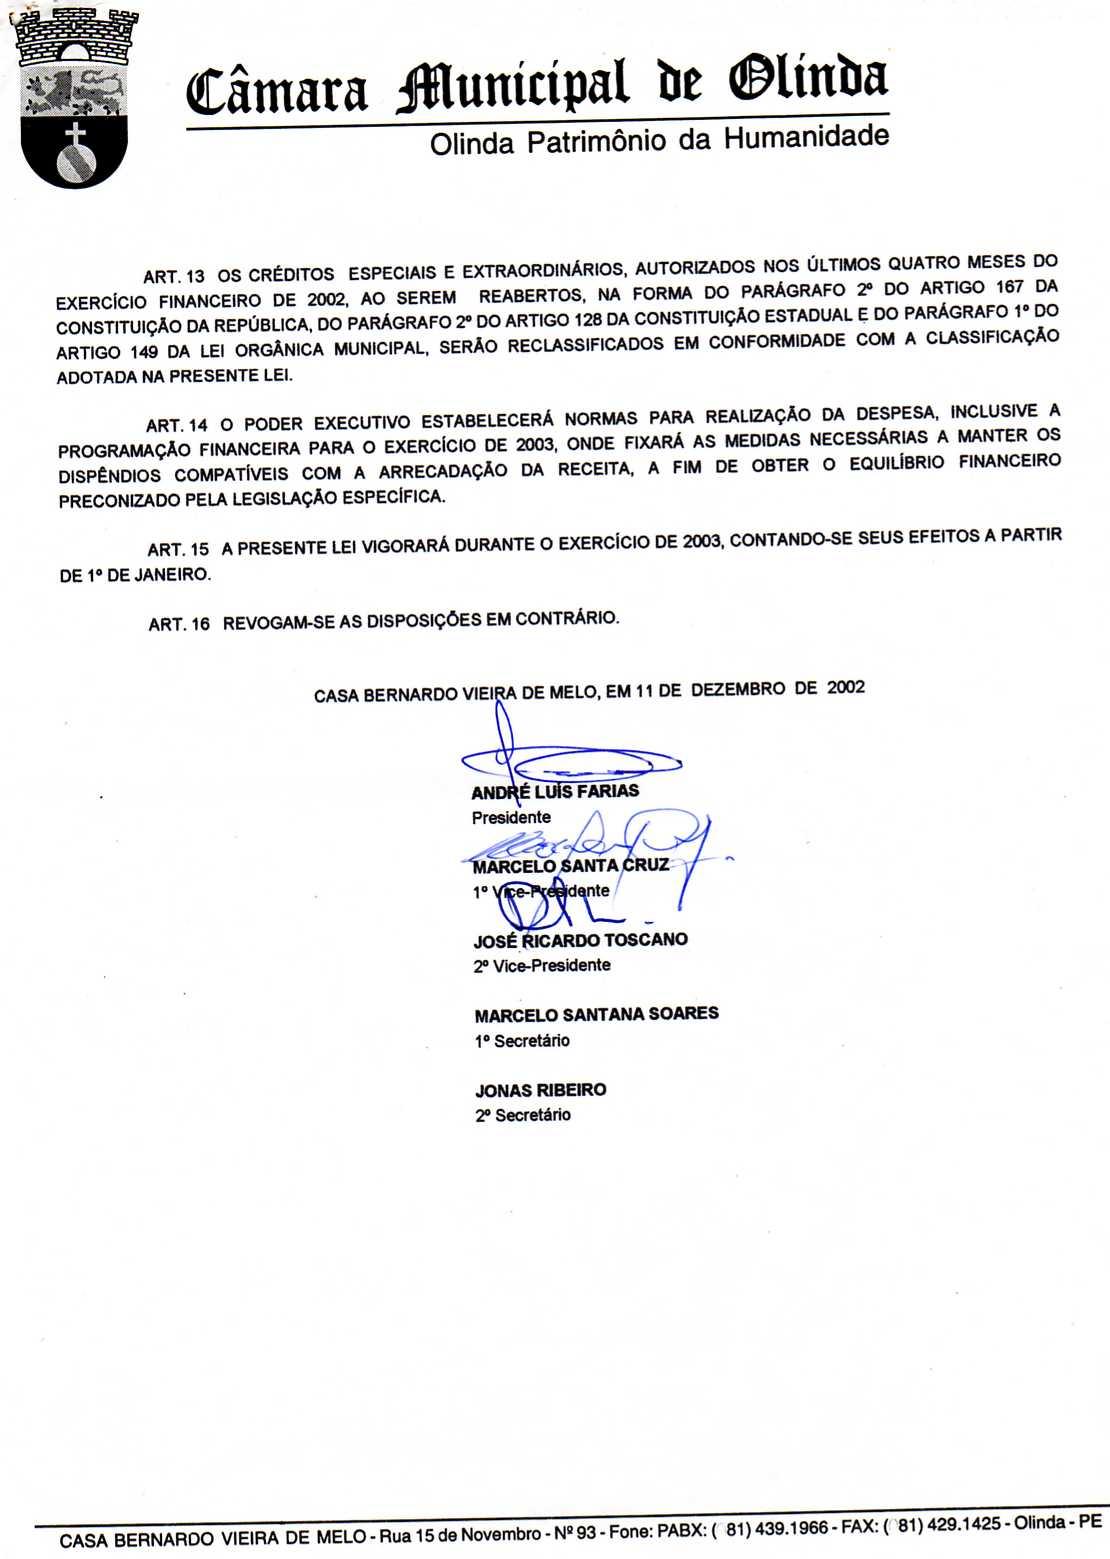 Câmara Municipal de Olinda
Olinda Patrimônio da Humanidade
ART. 13 OS CRÉDITOS ESPECIAIS E EXTRAORDINÁRIOS, AUTORIZADOS NOS ÚLTIMOS QUATRO MESES DO
EXERCÍCIO FINANCEIRO DE 2002, AO SEREM REABERTOS, NA FORMA DO PARÁGRAFO 2º DO ARTIGO 167 DA
CONSTITUIÇÃO DA REPÚBLICA, DO PARÁGRAFO 2º DO ARTIGO 128 DA CONSTITUIÇÃO ESTADUAL E DO PARÁGRAFO 1º DO
ARTIGO 149 DA LEI ORGÂNICA MUNICIPAL, SERÃO RECLASSIFICADOS EM CONFORMIDADE COM A CLASSIFICAÇÃO
ADOTADA NA PRESENTE LEI.
ART. 14 O PODER EXECUTIVO ESTABELECERÁ NORMAS PARA REALIZAÇÃO DA DESPESA, INCLUSIVE A
PROGRAMAÇÃO FINANCEIRA PARA O EXERCÍCIO DE 2003, ONDE FIXARÁ AS MEDIDAS NECESSÁRIAS A MANTER OS
DISPÊNDIOS COMPATÍVEIS COM A ARRECADAÇÃO DA RECEITA, A FIM DE OBTER O EQUILÍBRIO FINANCEIRO
PRECONIZADO PELA LEGISLAÇÃO ESPECÍFICA.
ART. 15 A PRESENTE LEI VIGORARÁ DURANTE O EXERCÍCIO DE 2003, CONTANDO-SE SEUS EFEITOS A PARTIR
DE 1º DE JANEIRO.
ART. 16 REVOGAM-SE AS DISPOSIÇÕES EM CONTRÁRIO.
CASA BERNARDO VIEIRA DE MELO, EM 11 DE DEZEMBRO DE 2002
ANDRÉ LUÍS FARIAS
Presidente
MARCELO SANTA CRUZ
1º Vice-Presidente
JOSÉ RICARDO TOSCANO
2º Vice-Presidente
MARCELO SANTANA SOARES
1º Secretário
JONAS RIBEIRO
2º Secretário
CASA BERNARDO VIEIRA DE MELO - Rua 15 de Novembro - Nº 93 - Fone: PABX: ( 81) 439.1966 - FAX: ( 81) 429.1425 - Olinda - PE